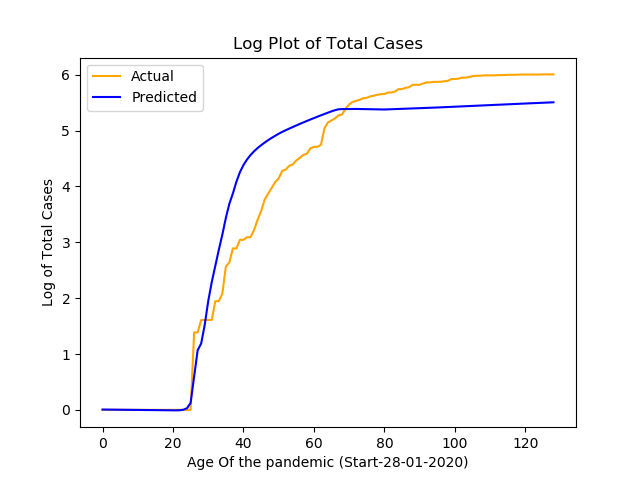 Log Plot of Total Cases
Actual
Predicted
6
5
4
3
2
1
0
Log of Total Cases
0 20 40 60 80 100 120
Age Of the pandemic (Start-28-01-2020)